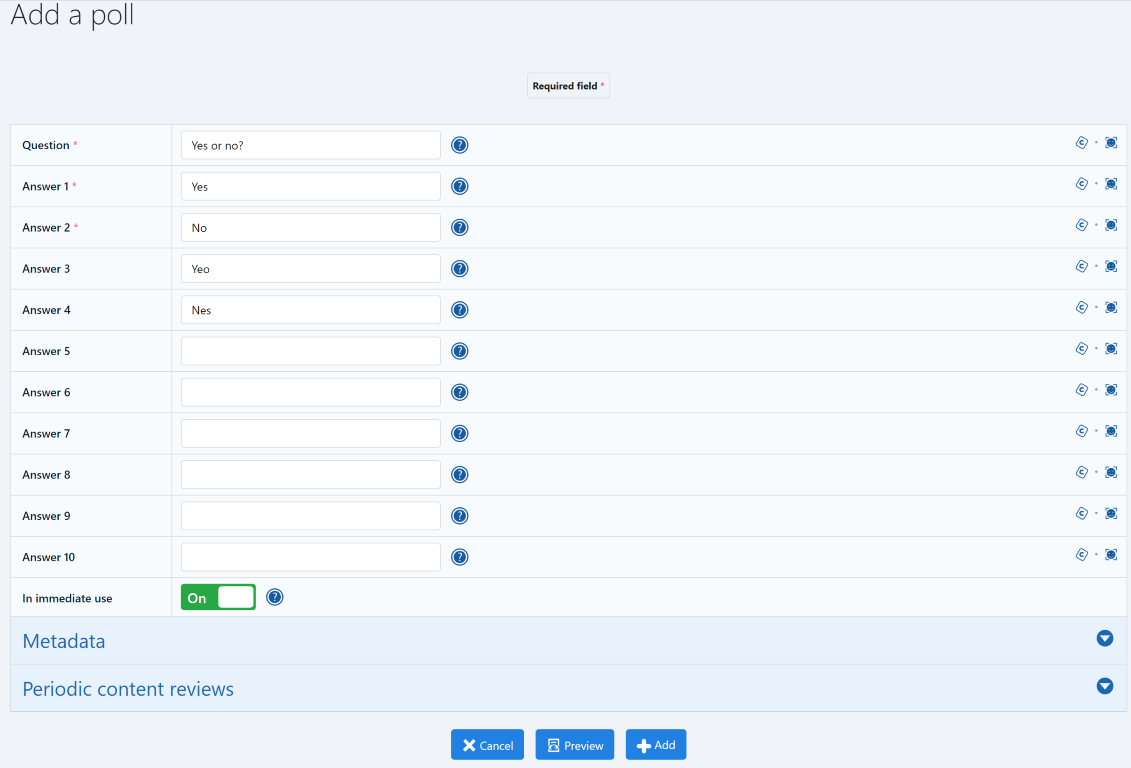 Add a poll
Required field *
Question * Yes or no?
Answer 1 * Yes
Answer 2 * No
Answer 3 Yeo
Answer 4 Nes
Answer 5
Answer 6
Answer 7
Answer 8
Answer 9
Answer 10
In immediate use On
Metadata
Periodic content reviews
Cancel Preview Add